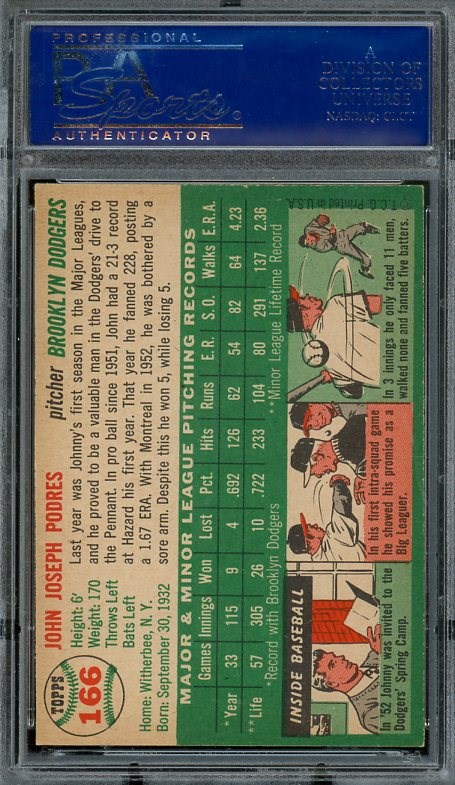 PROFESSIONAL
PSA
Sports
AUTHENTICATOR
A
DIVISION OF
COLLECTORS
UNIVERSE
NASDAQ: CLCT
TOPPS
166
JOHN JOSEPH PODRES pitcher BROOKLYN DODGERS
Height: 6'
Weight: 170
Throws Left
Bats Left
Home: Witherbee, N. Y.
Born: September 30, 1932
Last year was Johnny's first season in the Major Leagues,
and he proved to be a valuable man in the Dodgers' drive to
the Pennant. In pro ball since 1951, John had a 21-3 record
at Hazard his first year. That year he fanned 228, posting
a 1.67 ERA. With Montreal in 1952, he was bothered by a
sore arm. Despite this he won 5, while losing 5.
MAJOR & MINOR LEAGUE PITCHING RECORDS
Games Innings Won Lost Pct. Hits Runs E.R. S.O. Walks E.R.A.
*Year 33 115 9 4 .692 126 62 54 82 64 4.23
**Life 57 305 26 10 .722 233 104 80 291 137 2.36
*Record with Brooklyn Dodgers **Minor League Lifetime Record
INSIDE BASEBALL
In '52 Johnny was invited to the
Dodgers' Spring Camp.
In his first intra-squad game
he showed his promise as a
Big Leaguer.
In 3 innings he only faced 11 men,
walked none and fanned five batters.
© T.C.G. Printed in U.S.A.